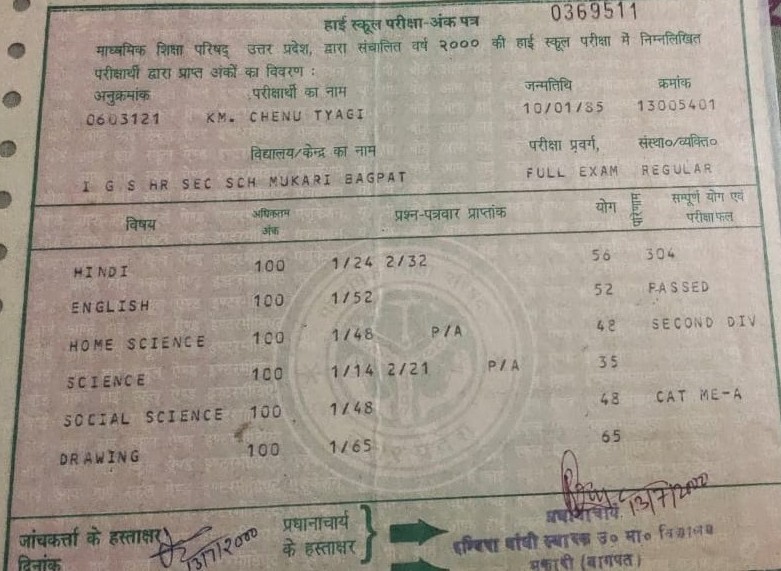 0369511
हाई स्कूल परीक्षा-अंक पत्र
माध्यमिक शिक्षा परिषद् उत्तर प्रदेश, द्वारा संचालित वर्ष २००० की हाई स्कूल परीक्षा में निम्नलिखित
परीक्षार्थी द्वारा प्राप्त अंकों का विवरण :
अनुक्रमांक परीक्षार्थी का नाम जन्मतिथि क्रमांक
0603121 KM. CHENU TYAGI 10/01/85 13005401
विद्यालय/केन्द्र का नाम परीक्षा प्रवर्ग, संस्था०/व्यक्ति०
I G S HR SEC SCH MUKARI BAGPAT FULL EXAM REGULAR
विषय अधिकतम अंक प्रश्न-पत्रवार प्राप्तांक योग सम्पूर्ण योग एवं परीक्षाफल
HINDI 100 1/24 2/32 56 304
ENGLISH 100 1/52 52 PASSED
HOME SCIENCE 100 1/48 P/A 48 SECOND DIV
SCIENCE 100 1/14 2/21 P/A 35
SOCIAL SCIENCE 100 1/48 48 CAT ME-A
DRAWING 100 1/65 65
13/7/2000
जांचकर्त्ता के हस्ताक्षर प्रधानाचार्य
13/7/2000 के हस्ताक्षर
दिनांक
प्रधानाचार्य
इन्दिरा गांधी स्मारक उ० मा० विद्यालय
मुकारी (बागपत)